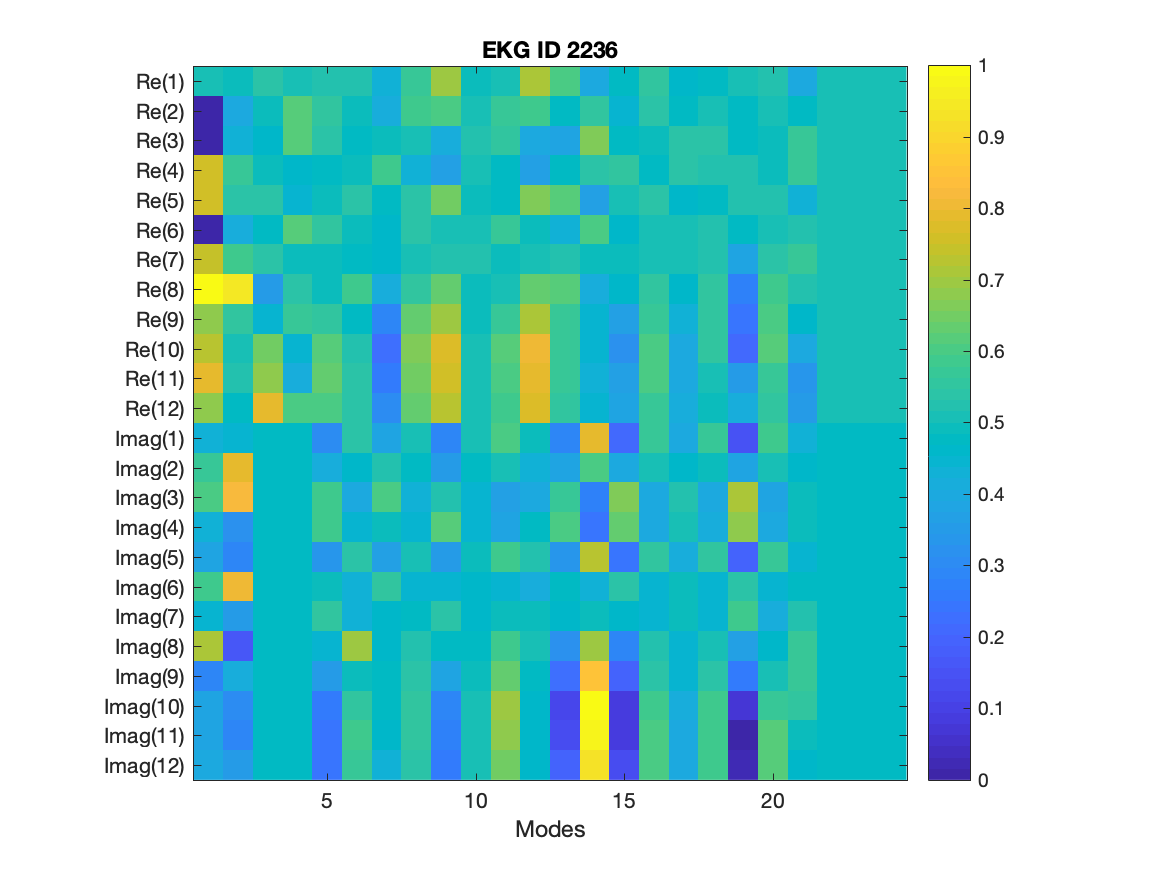 EKG ID 2236
Re(1)
Re(2)
Re(3)
Re(4)
Re(5)
Re(6)
Re(7)
Re(8)
Re(9)
Re(10)
Re(11)
Re(12)
Imag(1)
Imag(2)
Imag(3)
Imag(4)
Imag(5)
Imag(6)
Imag(7)
Imag(8)
Imag(9)
Imag(10)
Imag(11)
Imag(12)
5 10 15 20
Modes
1
0.9
0.8
0.7
0.6
0.5
0.4
0.3
0.2
0.1
0